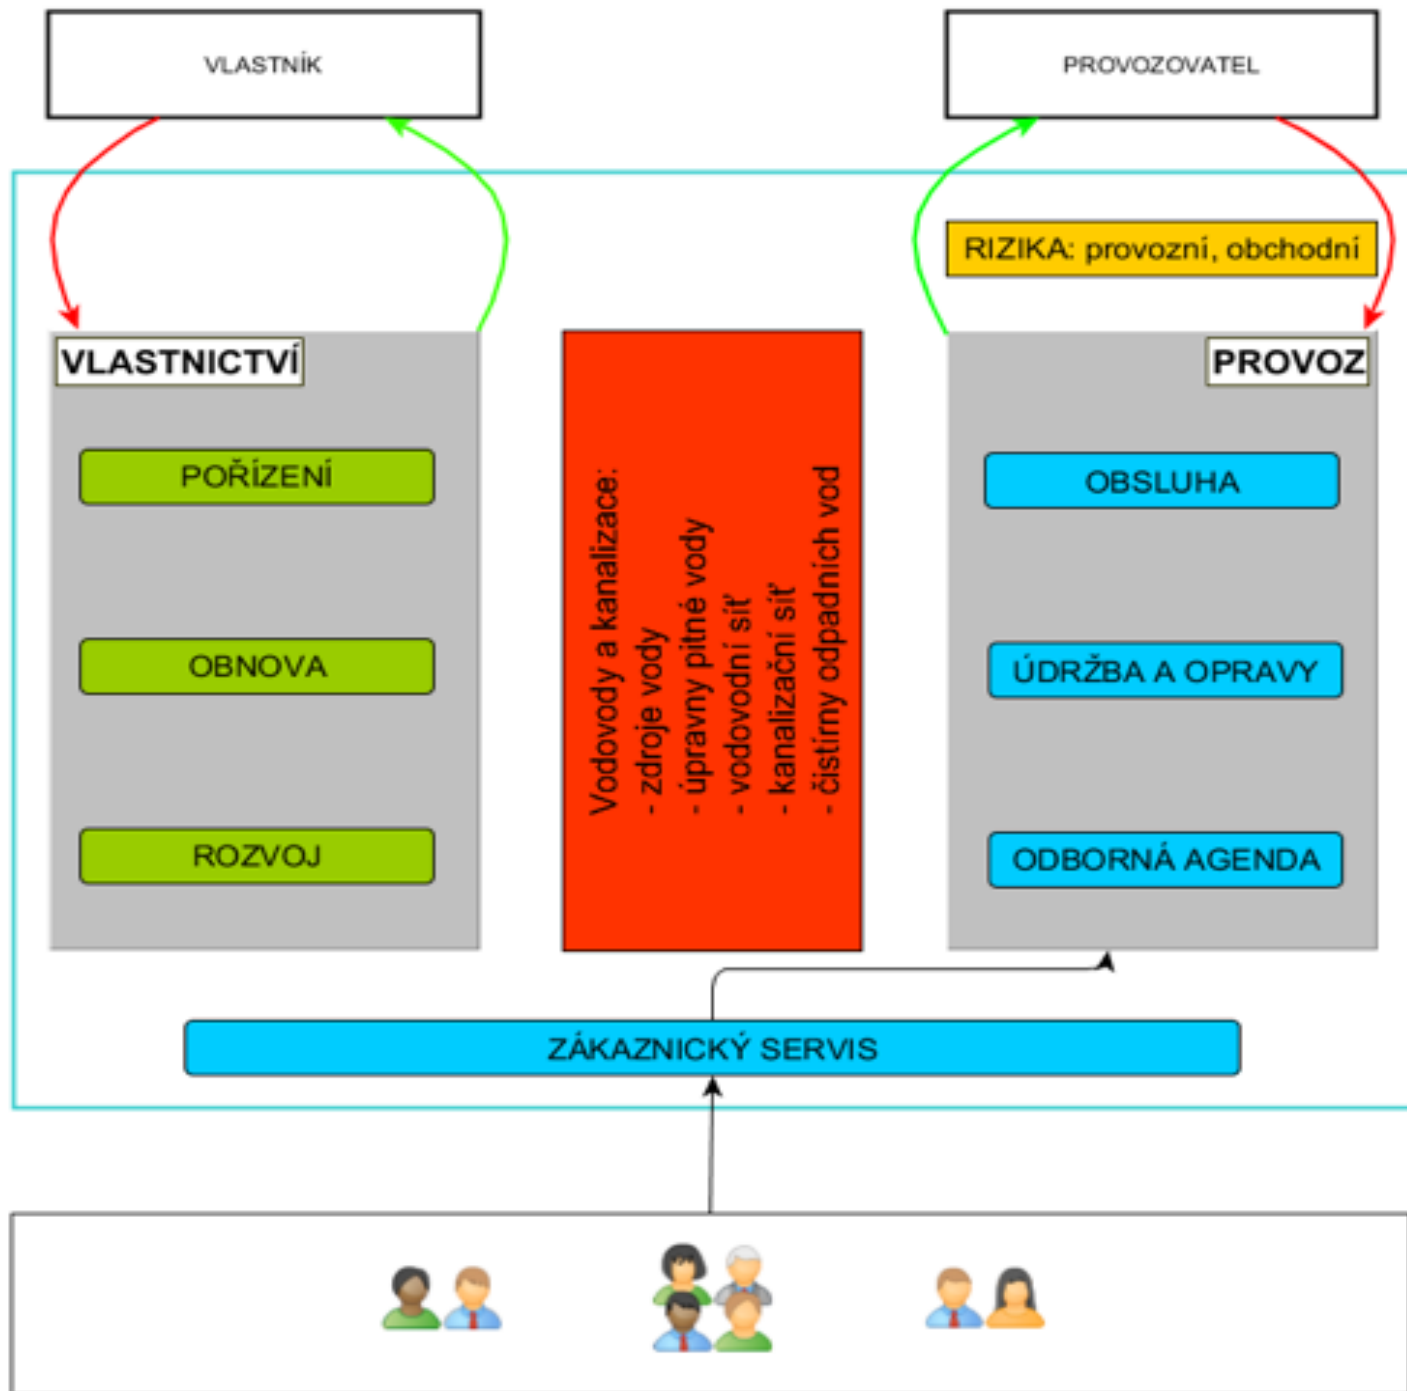 VLASTNÍK
PROVOZOVATEL
RIZIKA: provozní, obchodní
VLASTNICTVÍ
POŘÍZENÍ
OBNOVA
ROZVOJ
Vodovody a kanalizace:
- zdroje vody
- úpravny pitné vody
- vodovodní síť
- kanalizační síť
- čistírny odpadních vod
PROVOZ
OBSLUHA
ÚDRŽBA A OPRAVY
ODBORNÁ AGENDA
ZÁKAZNICKÝ SERVIS